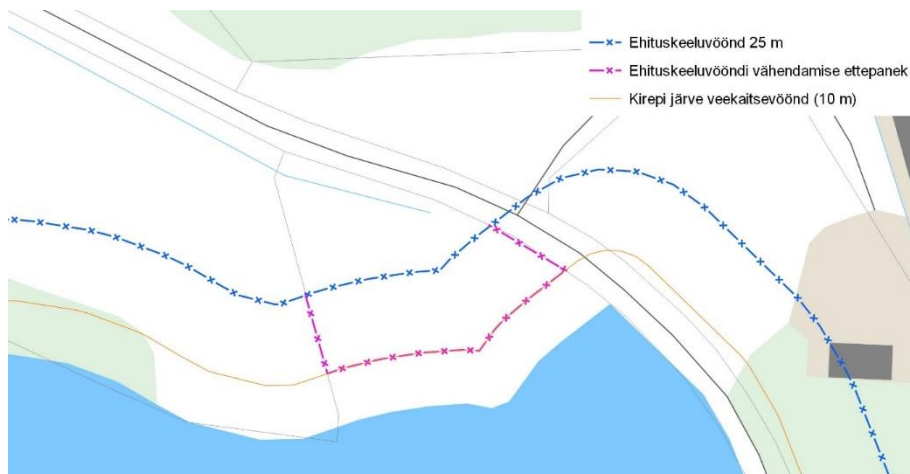 Ehituskeeluvöönd 25 m
Ehituskeeluvööndi vähendamise ettepanek
Kirepi järve veekaitsevöönd (10 m)